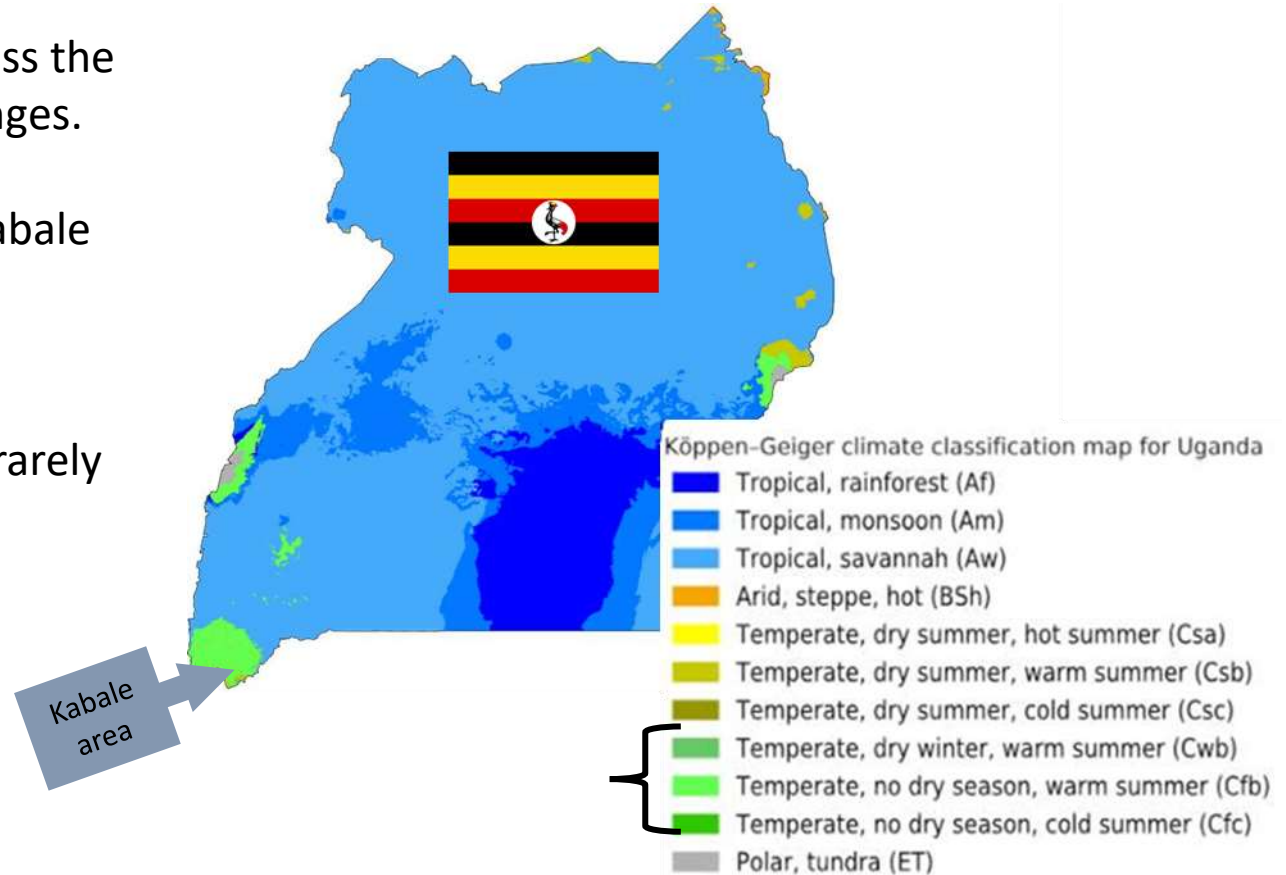 ss the
nges.
abale
rarely
Kabale
area
Köppen–Geiger climate classification map for Uganda
Tropical, rainforest (Af)
Tropical, monsoon (Am)
Tropical, savannah (Aw)
Arid, steppe, hot (BSh)
Temperate, dry summer, hot summer (Csa)
Temperate, dry summer, warm summer (Csb)
Temperate, dry summer, cold summer (Csc)
Temperate, dry winter, warm summer (Cwb)
Temperate, no dry season, warm summer (Cfb)
Temperate, no dry season, cold summer (Cfc)
Polar, tundra (ET)